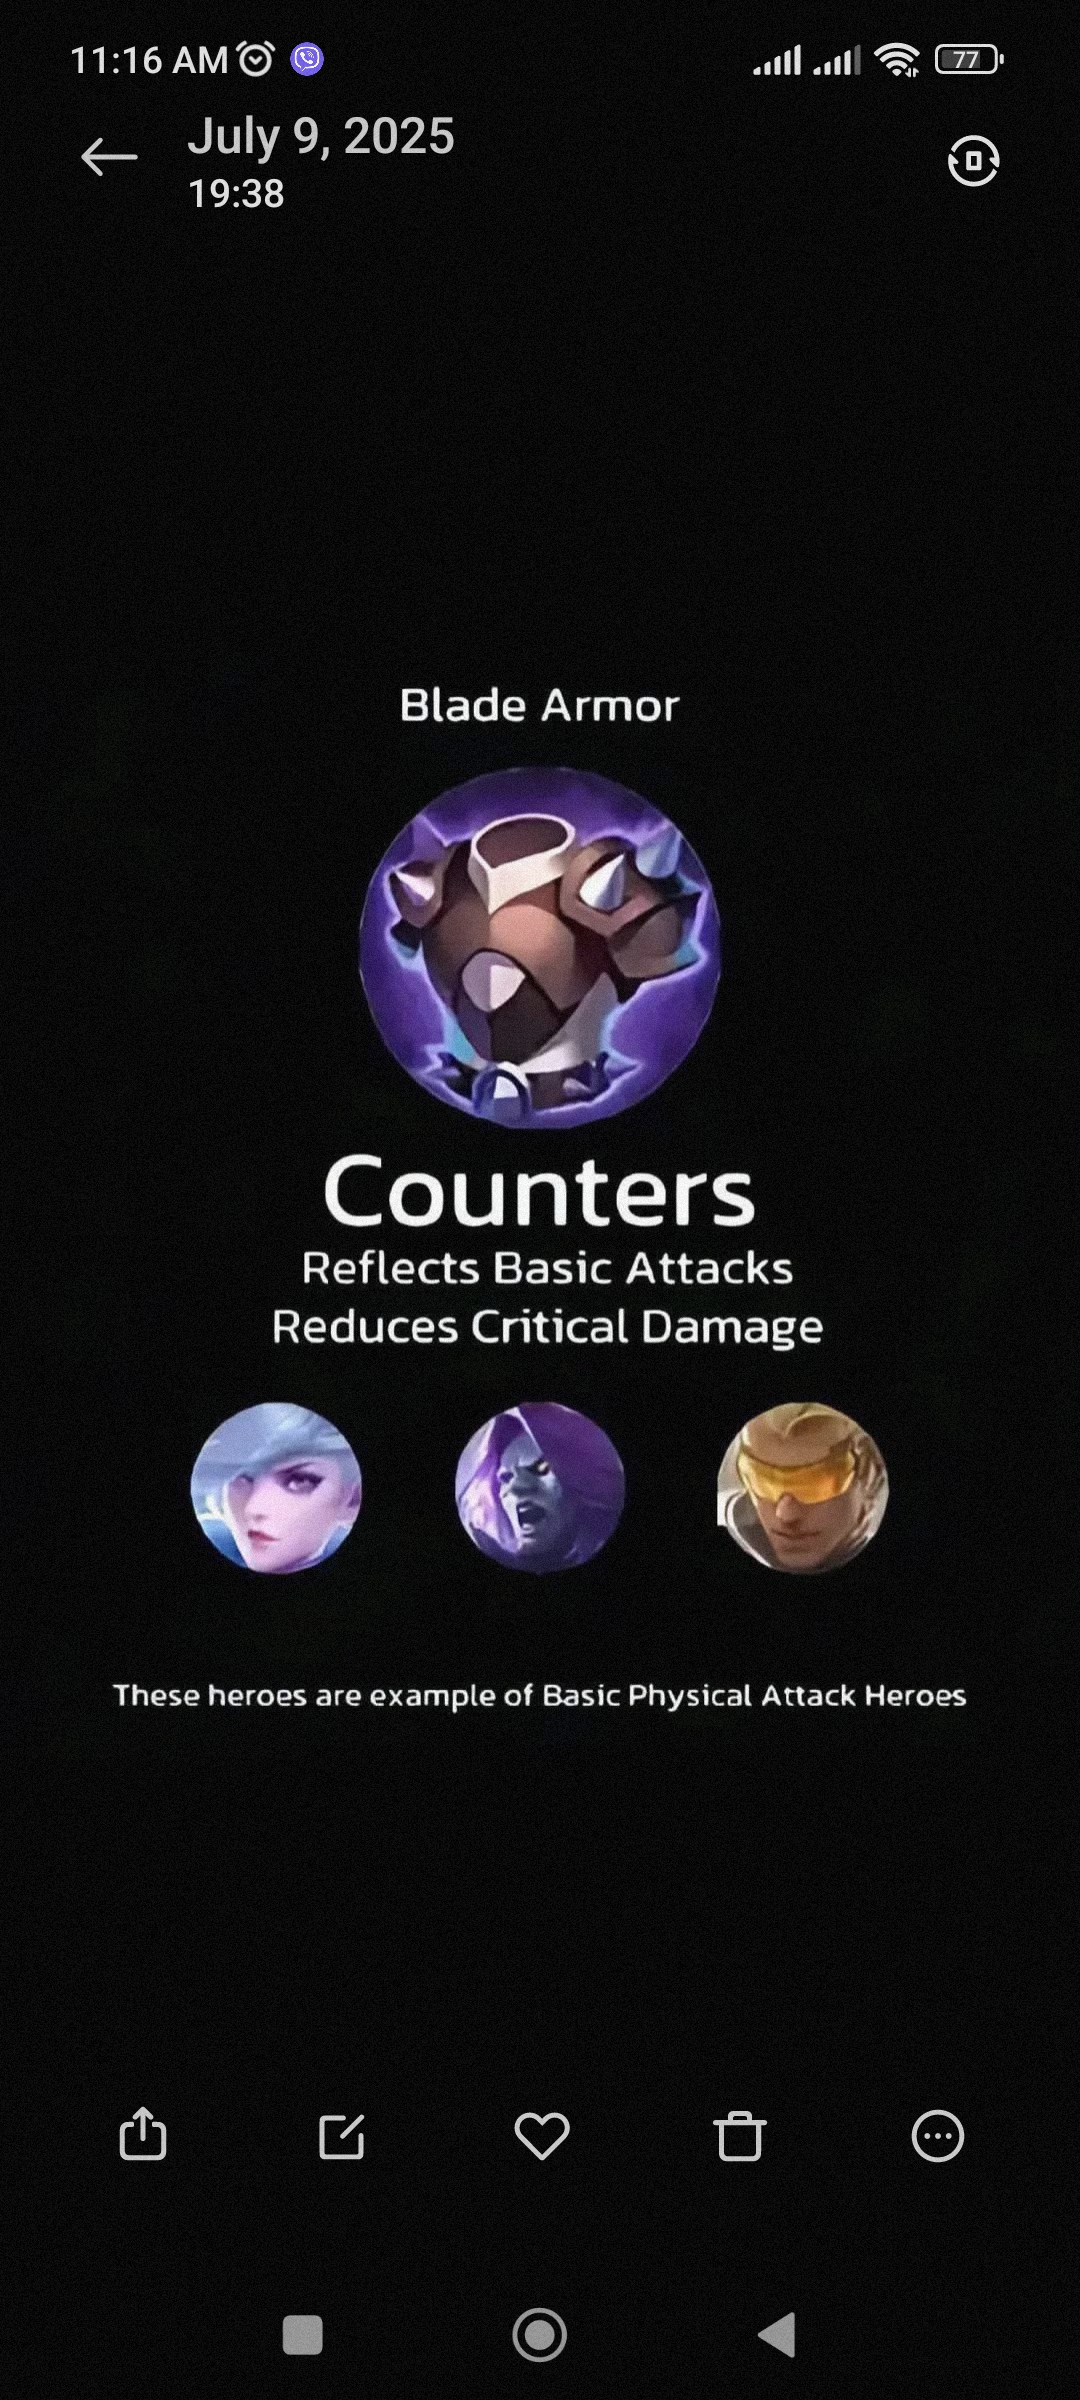 11:16 AM
77
July 9, 2025
19:38
Blade Armor
Counters
Reflects Basic Attacks
Reduces Critical Damage
These heroes are example of Basic Physical Attack Heroes